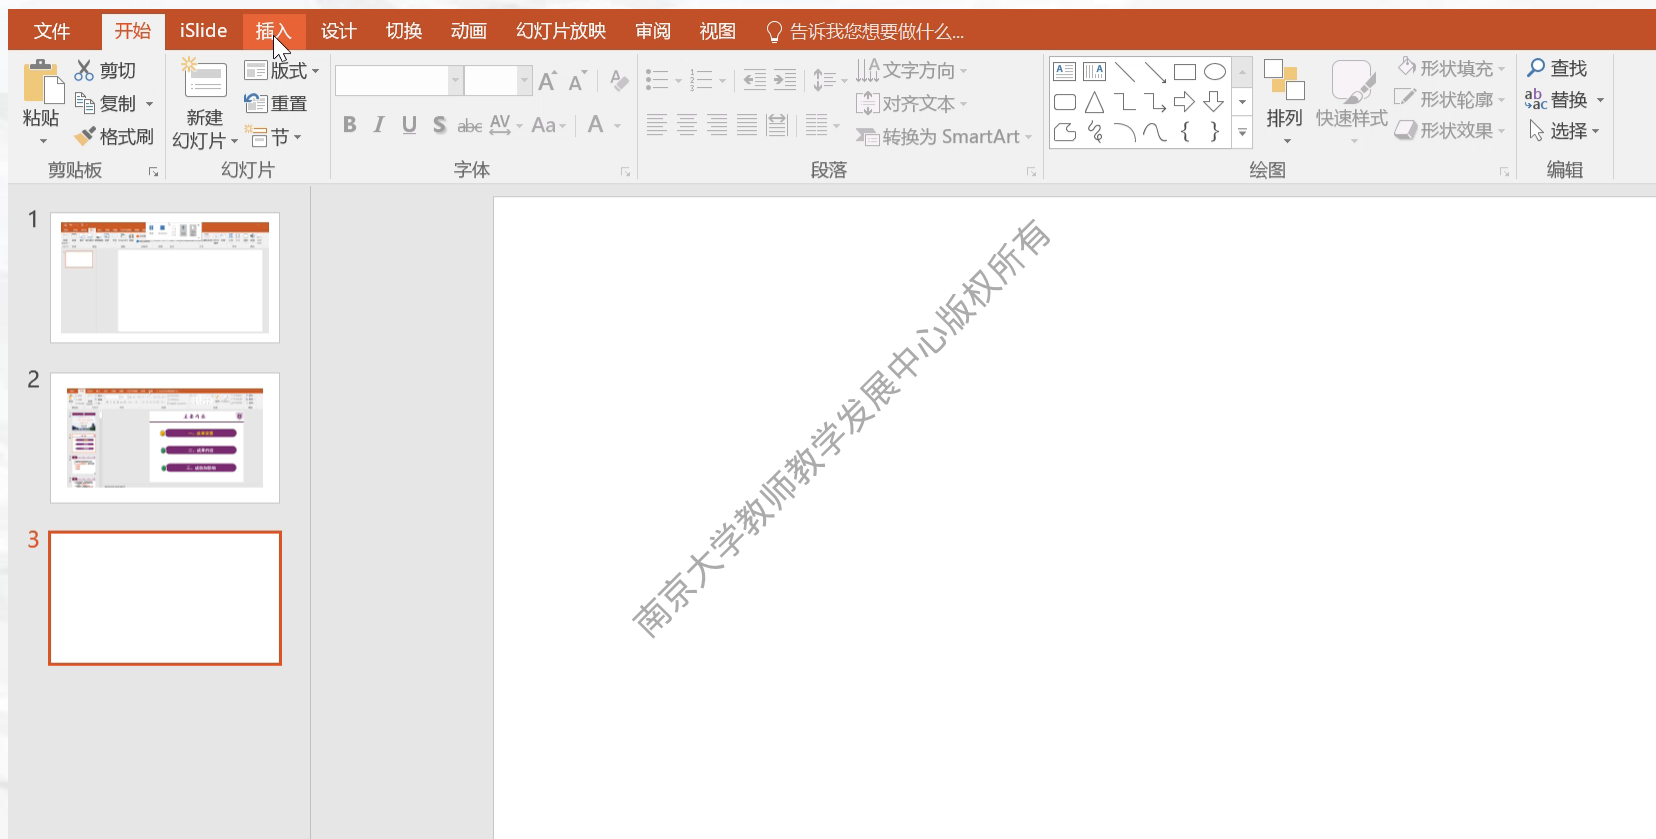 文件 开始 iSlide 插入 设计 切换 动画 幻灯片放映 审阅 视图 告诉我您想要做什么...
粘贴 剪切 复制 格式刷
剪贴板
新建
幻灯片 版式 重置 节
幻灯片
B I U S abc AV Aa A
字体
文字方向
对齐文本
转换为 SmartArt
段落
排列 快速样式 形状填充
形状轮廓
形状效果
绘图
查找
替换
选择
编辑
1
2
3
南京大学教师教学发展中心版权所有